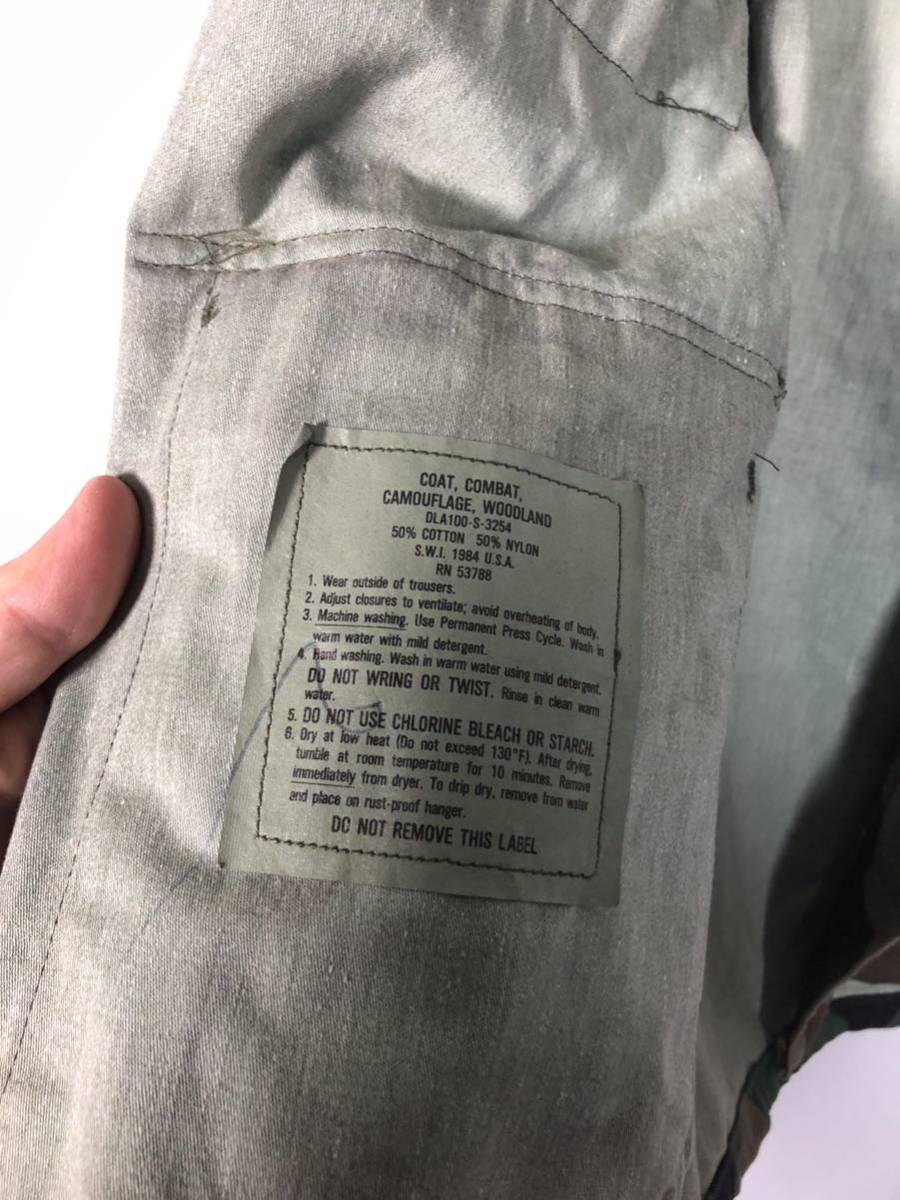 COAT, COMBAT,
CAMOUFLAGE, WOODLAND
DLA100-S-3254
50% COTTON 50% NYLON
S.W.I. 1984 U.S.A.
RN 53788
1. Wear outside of trousers.
2. Adjust closures to ventilate; avoid overheating of body.
3. Machine washing. Use Permanent Press Cycle. Wash in
warm water with mild detergent.
4. Hand washing. Wash in warm water using mild detergent.
DO NOT WRING OR TWIST. Rinse in clean warm
water.
5. DO NOT USE CHLORINE BLEACH OR STARCH.
6. Dry at low heat (Do not exceed 130°F). After drying,
tumble at room temperature for 10 minutes. Remove
immediately from dryer. To drip dry, remove from water
and place on rust-proof hanger.
DO NOT REMOVE THIS LABEL